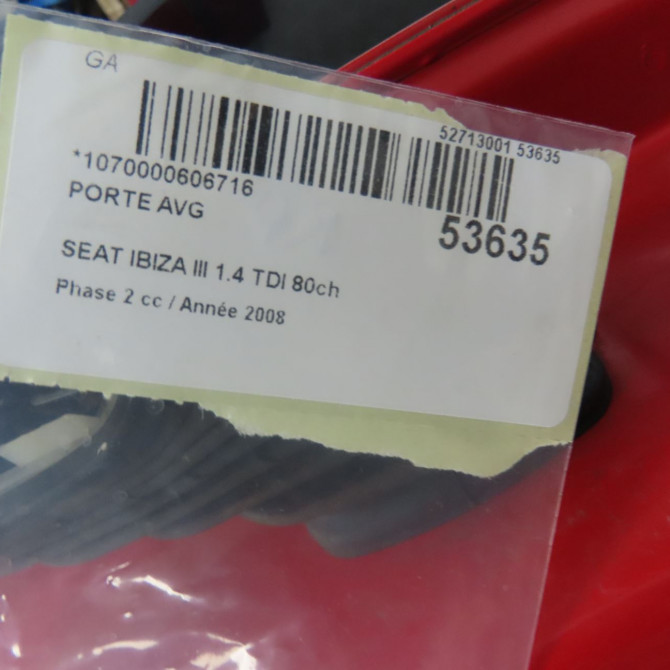 GA
52713001 53635
*1070000606716
PORTE AVG
53635
SEAT IBIZA III 1.4 TDI 80ch
Phase 2 cc / Année 2008